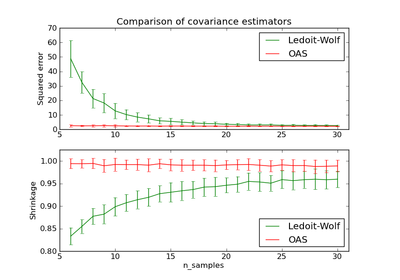 Comparison of covariance estimators
Squared error
70
60
50
40
30
20
10
0
Ledoit-Wolf
OAS
5 10 15 20 25 30
Shrinkage
1.00
0.95
0.90
0.85
0.80
Ledoit-Wolf
OAS
5 10 15 20 25 30
n_samples